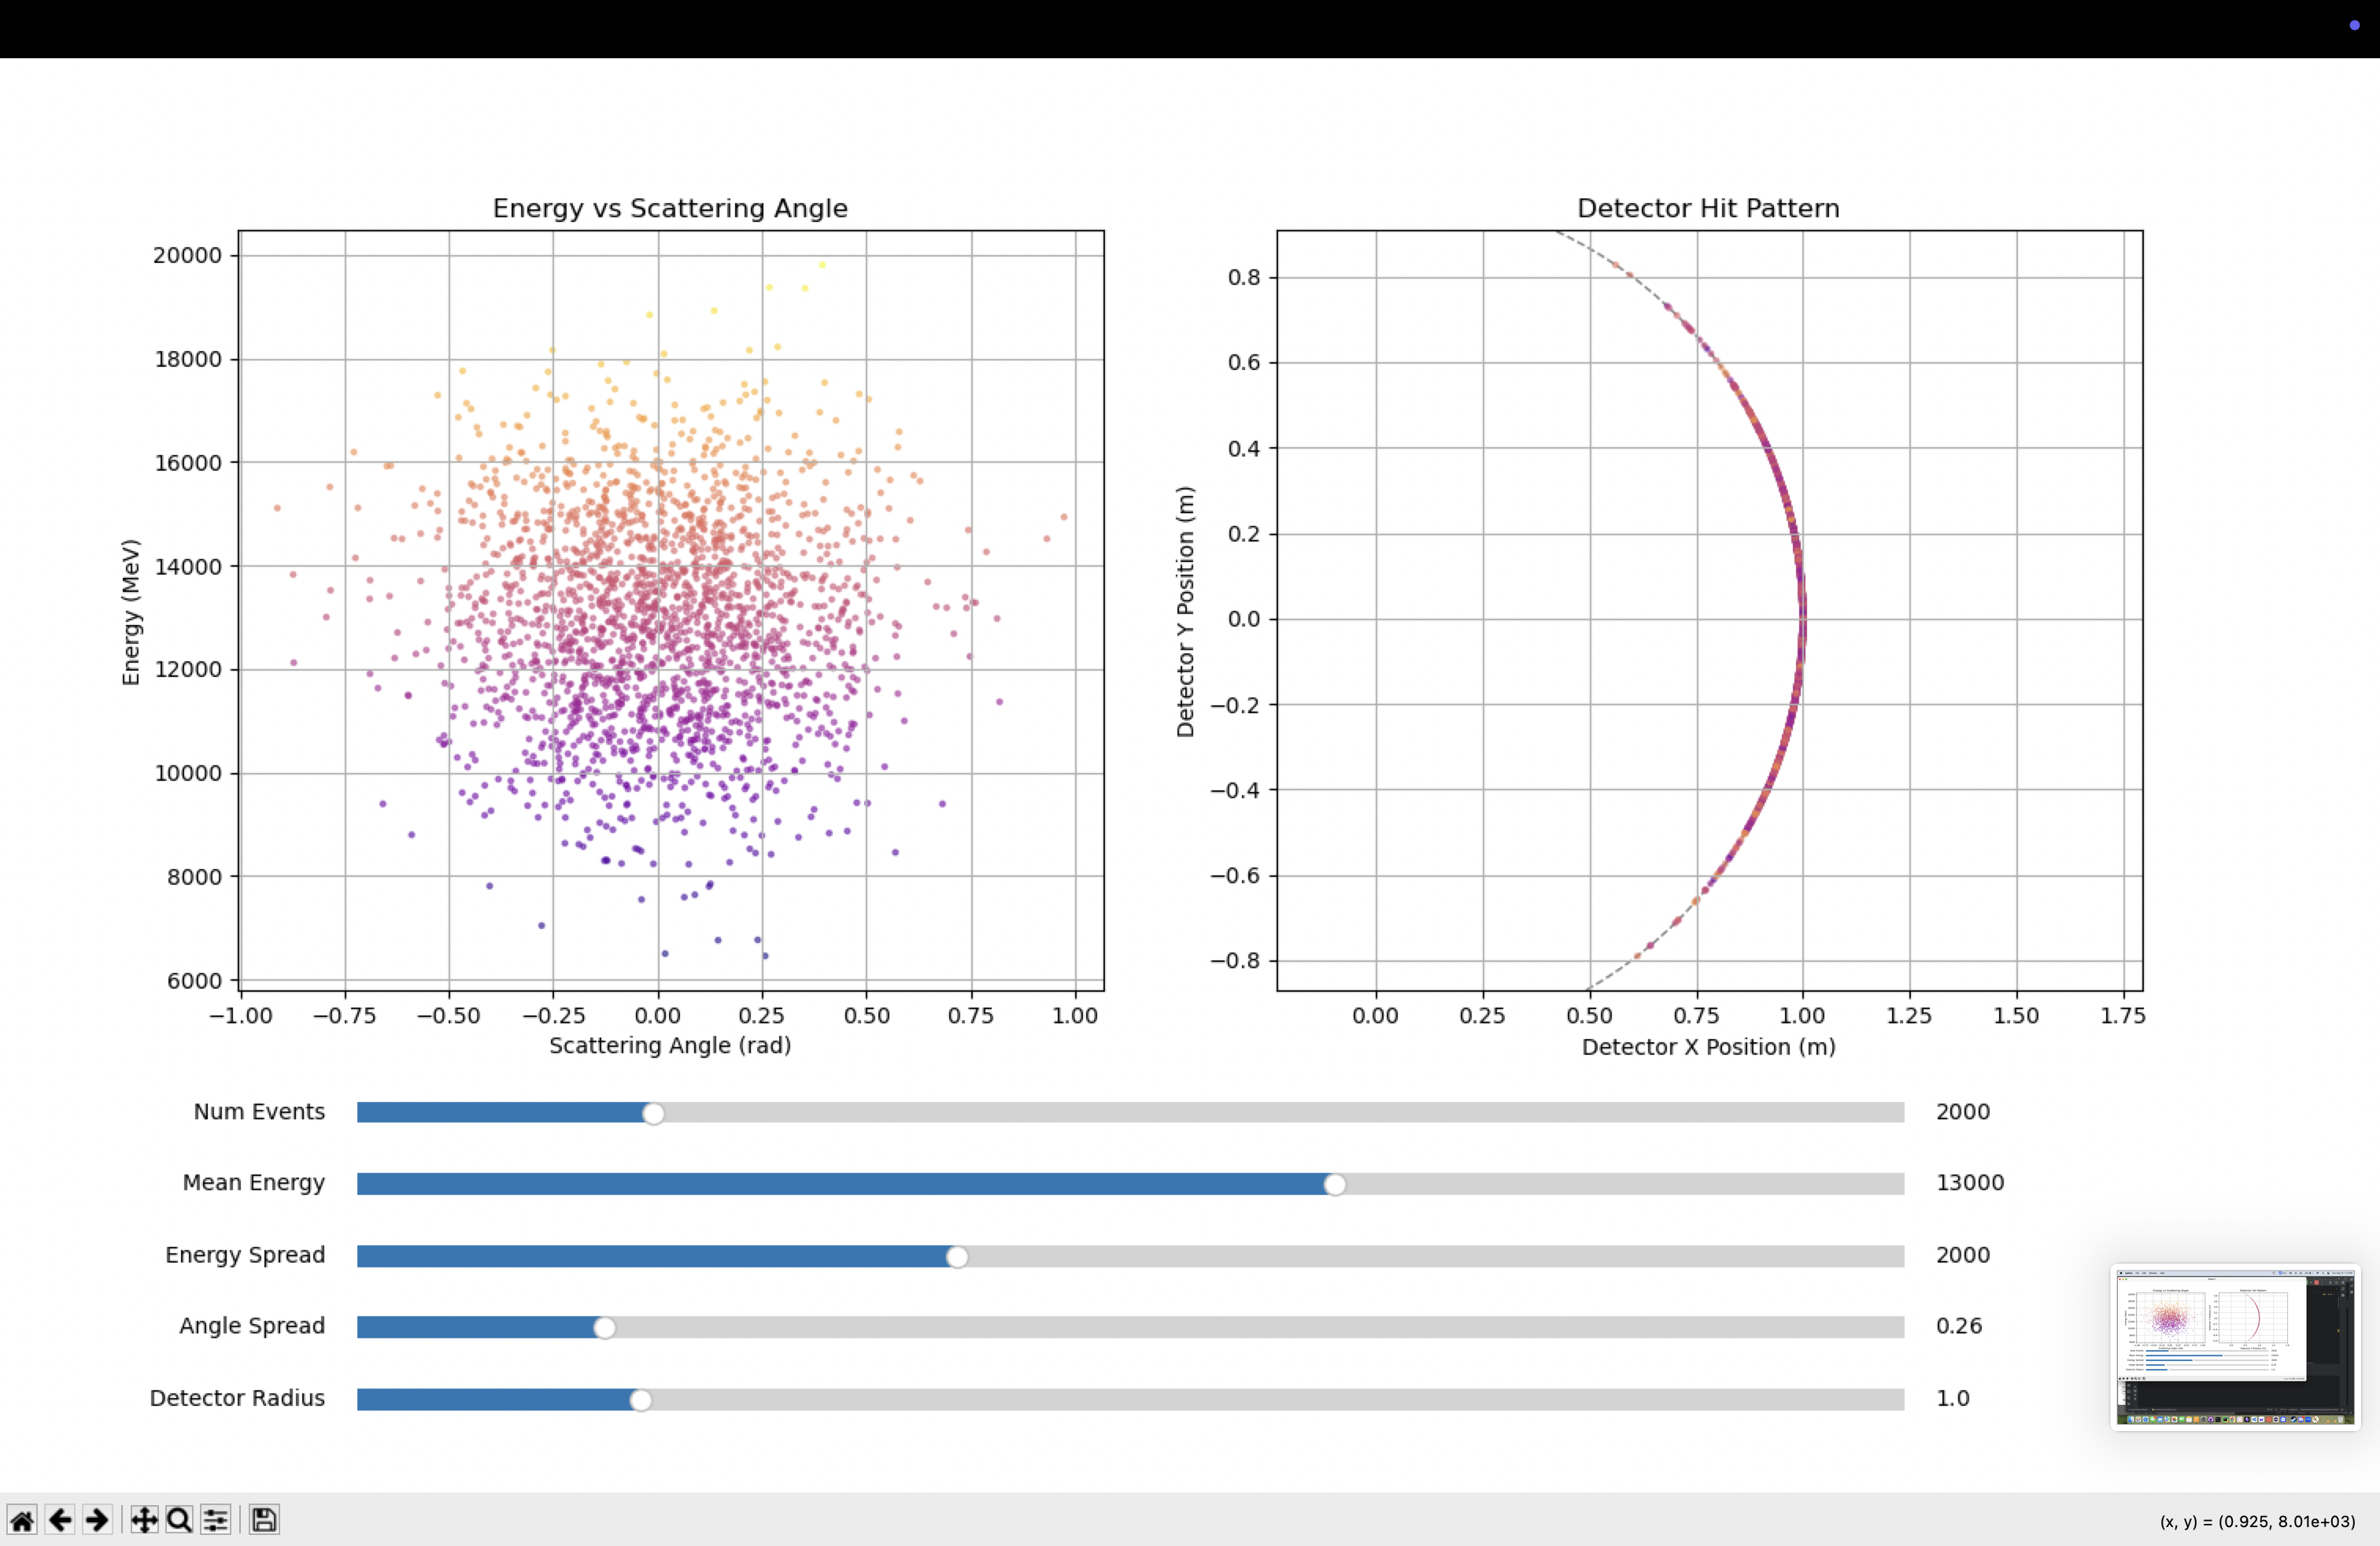 Energy vs Scattering Angle
20000
18000
16000
14000
12000
10000
8000
6000
Energy (MeV)
−1.00 −0.75 −0.50 −0.25 0.00 0.25 0.50 0.75 1.00
Scattering Angle (rad)
Detector Hit Pattern
0.8
0.6
0.4
0.2
0.0
−0.2
−0.4
−0.6
−0.8
Detector Y Position (m)
0.00 0.25 0.50 0.75 1.00 1.25 1.50 1.75
Detector X Position (m)
Num Events 2000
Mean Energy 13000
Energy Spread 2000
Angle Spread 0.26
Detector Radius 1.0
(x, y) = (0.925, 8.01e+03)